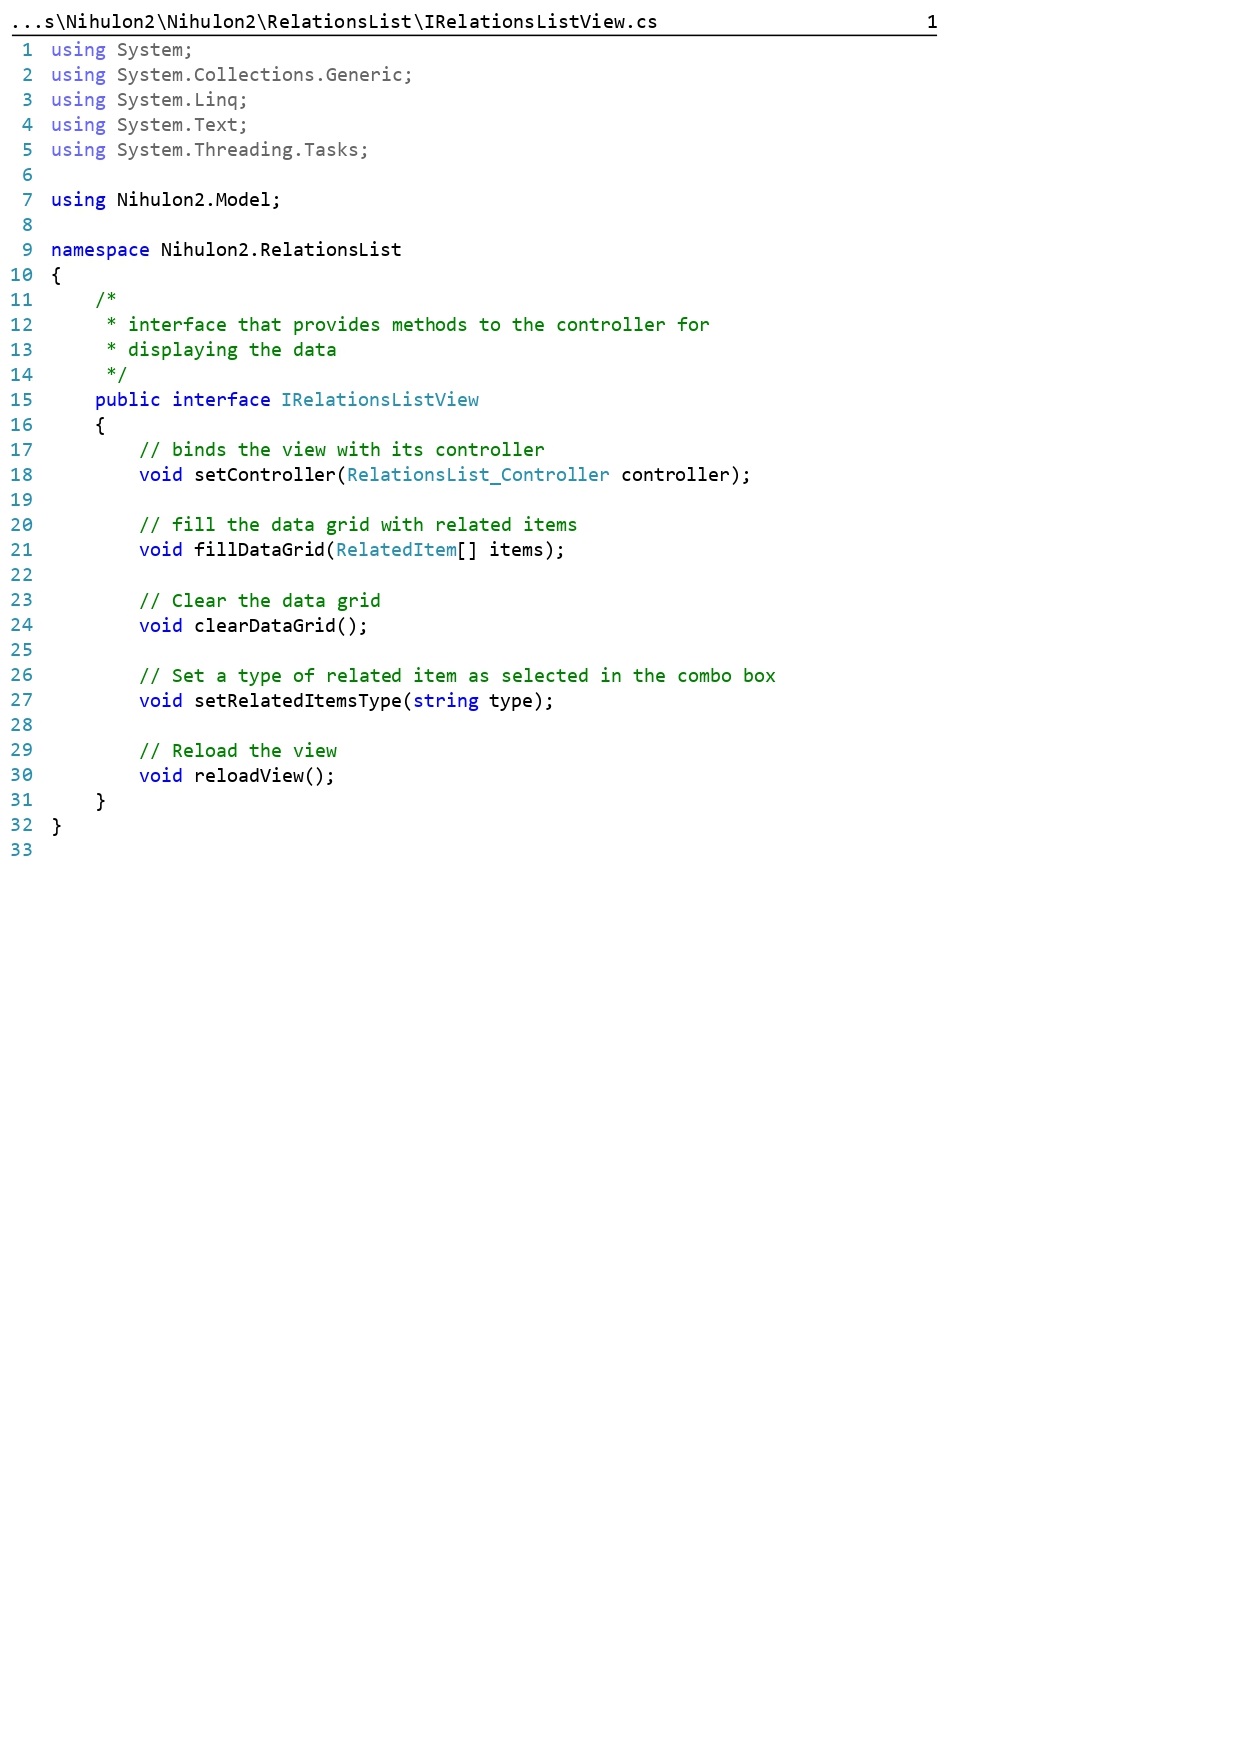 ...s\Nihulon2\Nihulon2\RelationsList\IRelationsListView.cs 1
1 using System;
2 using System.Collections.Generic;
3 using System.Linq;
4 using System.Text;
5 using System.Threading.Tasks;
6
7 using Nihulon2.Model;
8
9 namespace Nihulon2.RelationsList
10 {
11     /*
12      * interface that provides methods to the controller for
13      * displaying the data
14      */
15     public interface IRelationsListView
16     {
17         // binds the view with its controller
18         void setController(RelationsList_Controller controller);
19
20         // fill the data grid with related items
21         void fillDataGrid(RelatedItem[] items);
22
23         // Clear the data grid
24         void clearDataGrid();
25
26         // Set a type of related item as selected in the combo box
27         void setRelatedItemsType(string type);
28
29         // Reload the view
30         void reloadView();
31     }
32 }
33